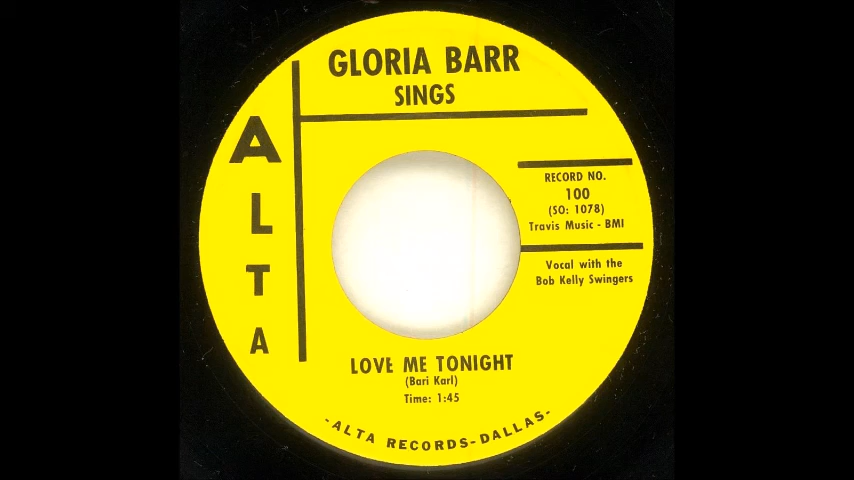 GLORIA BARR
SINGS
ALTA
RECORD NO.
100
(SO: 1078)
Travis Music - BMI
Vocal with the
Bob Kelly Swingers
LOVE ME TONIGHT
(Bari Karl)
Time: 1:45
-ALTA RECORDS-DALLAS-